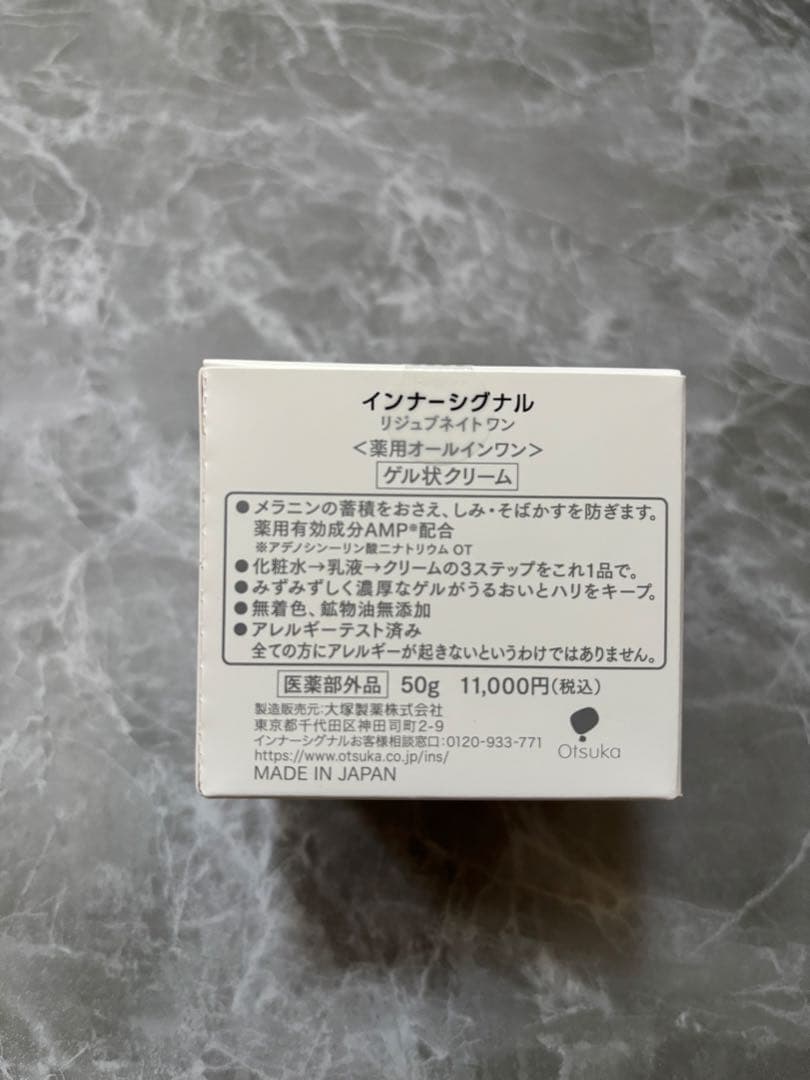 インナーシグナル
リジュブネイトワン
<薬用オールインワン>
ゲル状クリーム
●メラニンの蓄積をおさえ、しみ・そばかすを防ぎます。
薬用有効成分AMP※配合
※アデノシン一リン酸二ナトリウム OT
●化粧水→乳液→クリームの3ステップをこれ1品で。
●みずみずしく濃厚なゲルがうるおいとハリをキープ。
●無着色、鉱物油無添加
●アレルギーテスト済み
全ての方にアレルギーが起きないというわけではありません。
医薬部外品 50g 11,000円(税込)
製造販売元:大塚製薬株式会社
東京都千代田区神田司町2-9
インナーシグナルお客様相談窓口:0120-933-771
https://www.otsuka.co.jp/ins/
MADE IN JAPAN
Otsuka